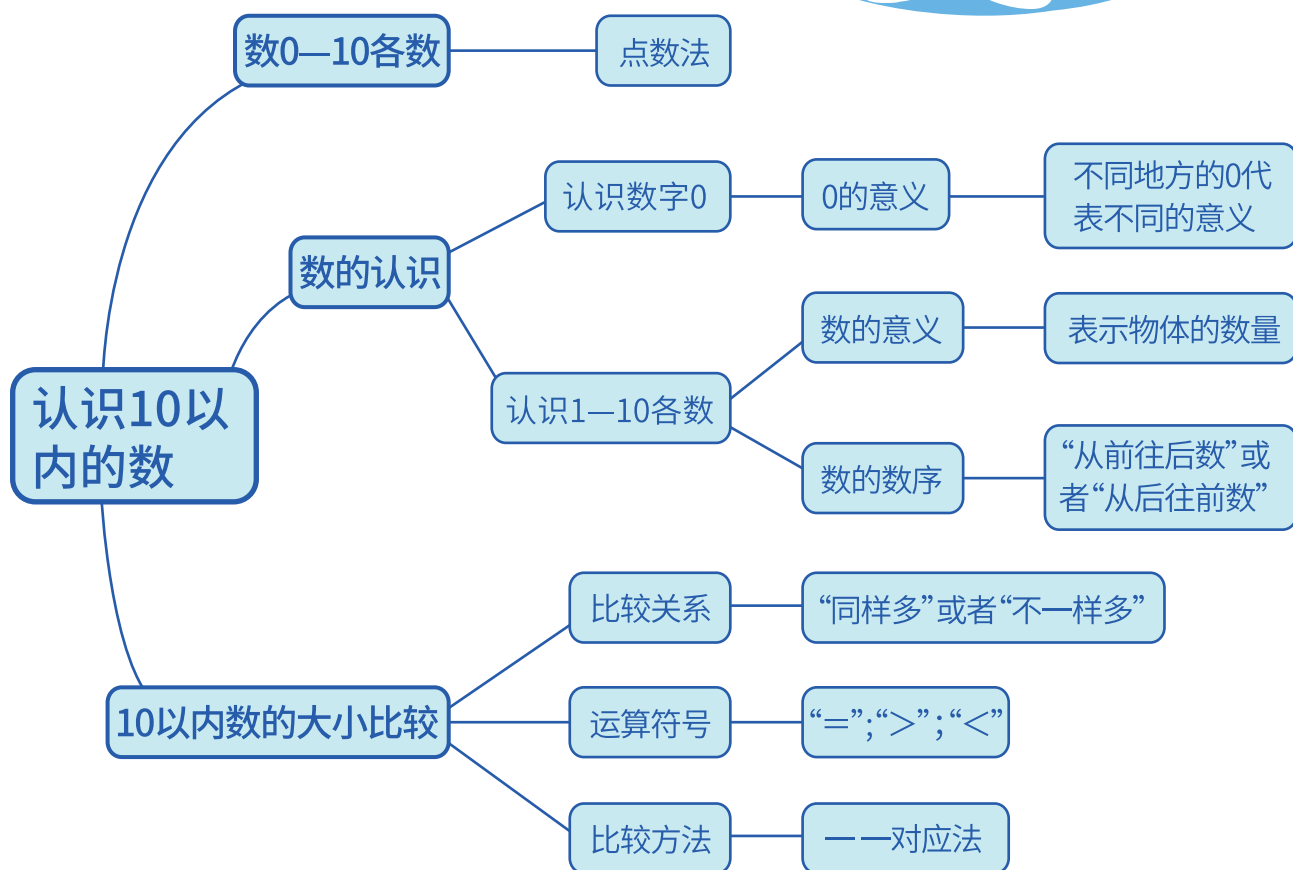 数0—10各数
点数法
认识数字0
0的意义
不同地方的0代
表不同的意义
数的认识
数的意义
表示物体的数量
认识10以
内的数
认识1—10各数
数的数序
“从前往后数”或
者“从后往前数”
比较关系
“同样多”或者“不一样多”
10以内数的大小比较
运算符号
“=”;“>”;“<”
比较方法
一一对应法